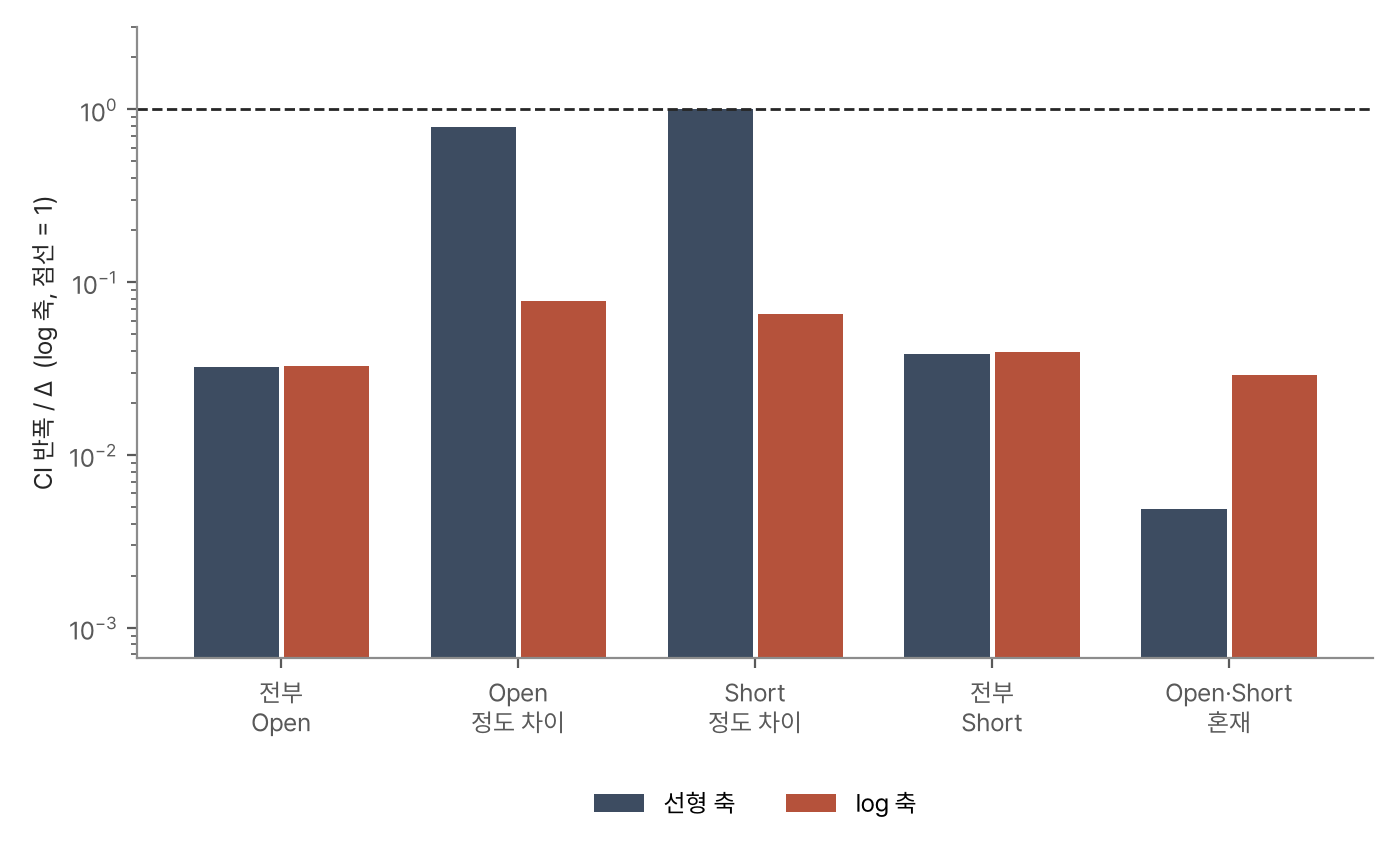 CI 반폭 / Δ (log 축, 점선 = 1)
10⁰
10⁻¹
10⁻²
10⁻³
전부
Open
Open
정도 차이
Short
정도 차이
전부
Short
Open·Short
혼재
선형 축
log 축